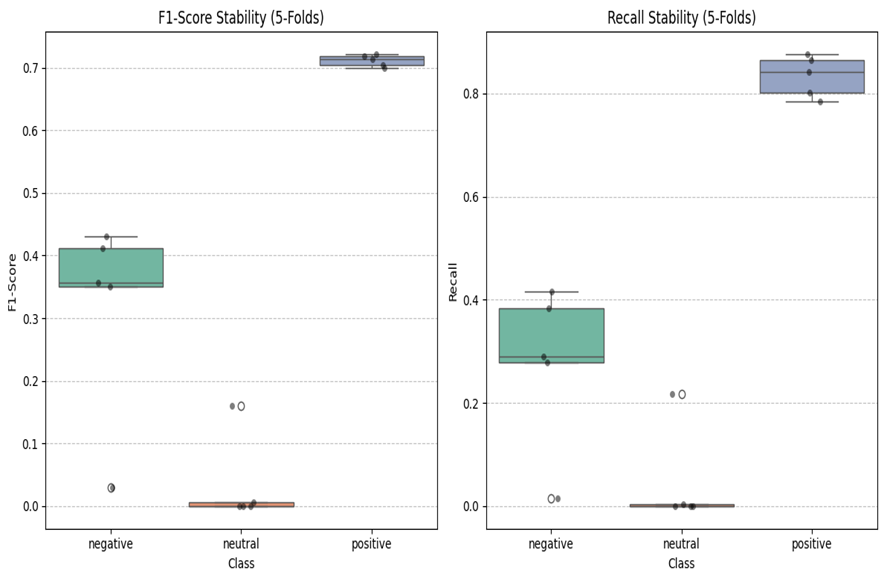 F1-Score Stability (5-Folds)
F1-Score
0.7
0.6
0.5
0.4
0.3
0.2
0.1
0.0
negative neutral positive
Class
Recall Stability (5-Folds)
Recall
0.8
0.6
0.4
0.2
0.0
negative neutral positive
Class